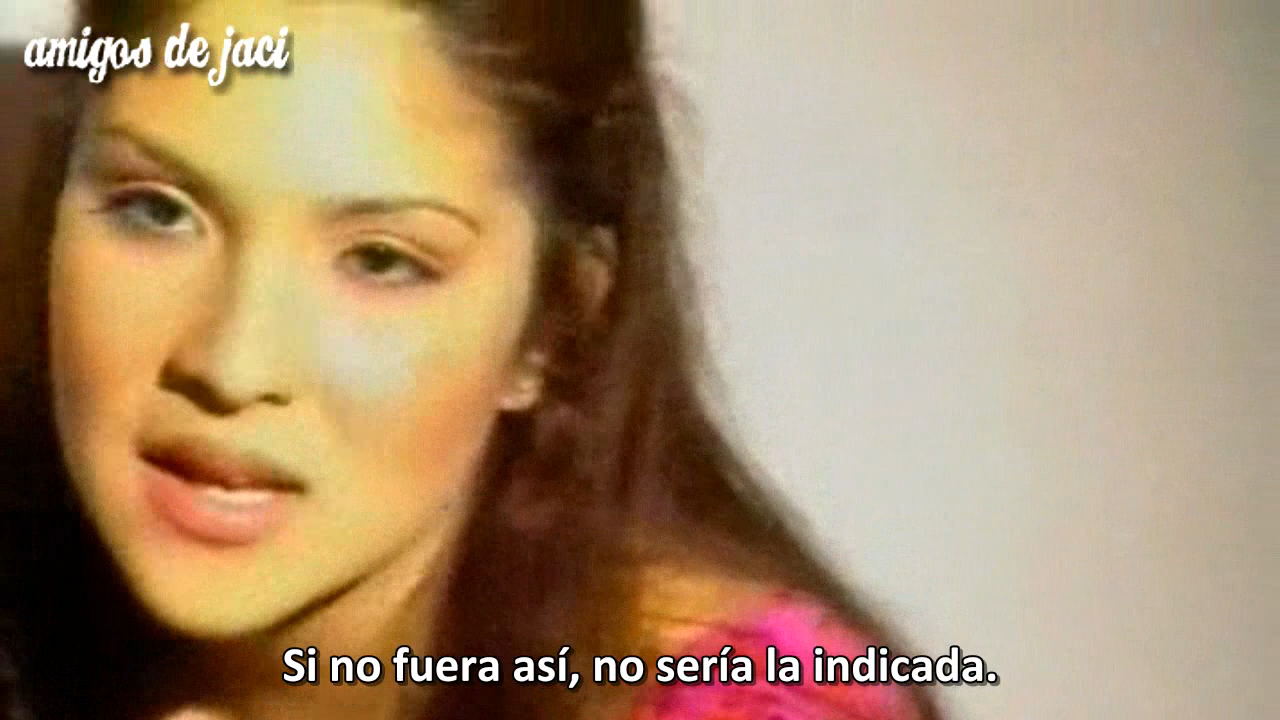 amigos de jaci
Si no fuera así, no sería la indicada.